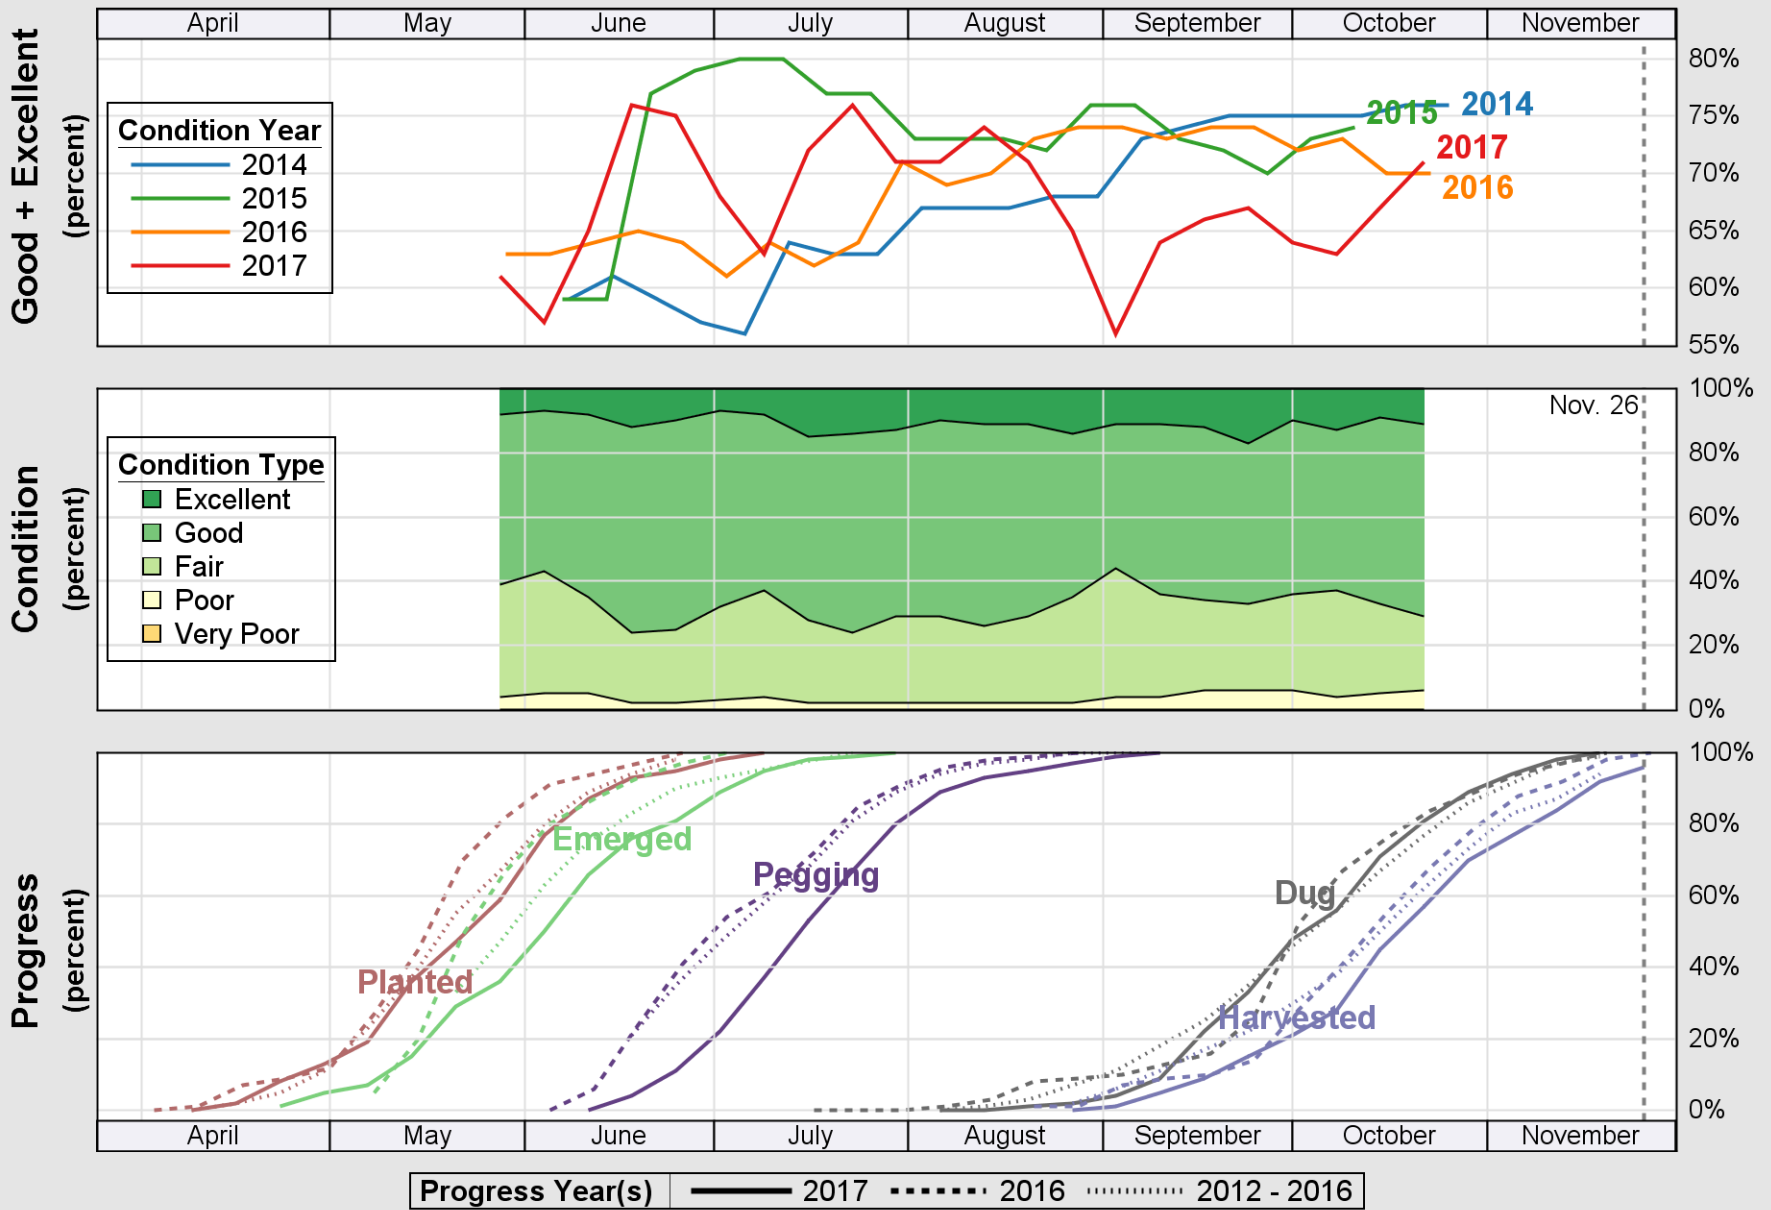 April May June July August September October November
Good + Excellent
(percent)
80%
75%
70%
65%
60%
55%
Condition Year
2014
2015
2016
2017
2014
2015
2017
2016
Condition
(percent)
100%
80%
60%
40%
20%
0%
Nov. 26
Condition Type
Excellent
Good
Fair
Poor
Very Poor
Progress
(percent)
100%
80%
60%
40%
20%
0%
Emerged
Pegging
Dug
Planted
Harvested
April May June July August September October November
Progress Year(s) 2017 2016 2012 - 2016